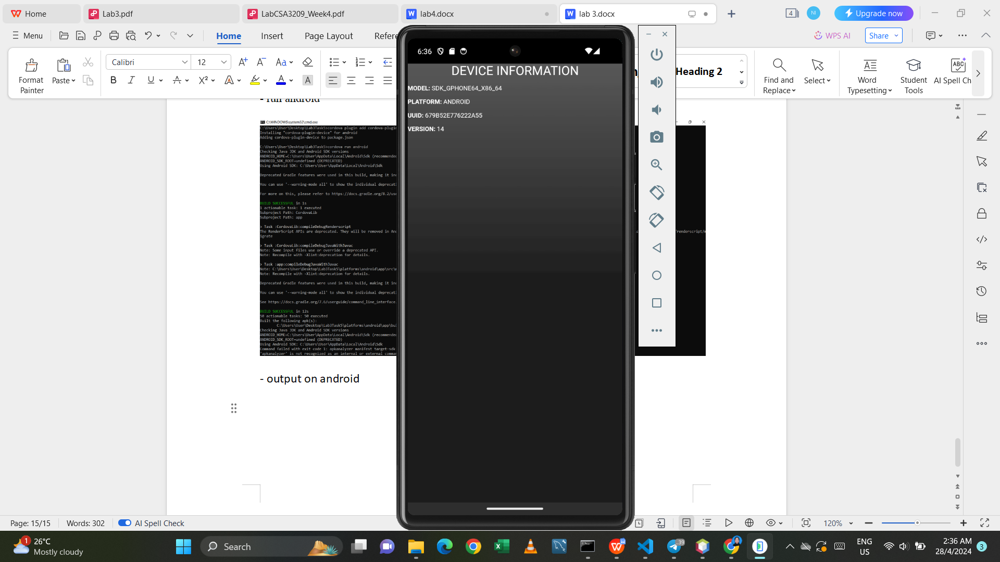 Home
Lab3.pdf
LabCSA3209_Week4.pdf
lab4.docx
lab 3.docx
4
NI
Upgrade now
Menu
Home
Insert
Page Layout
Refere
WPS AI
Share
Format
Painter
Paste
Calibri
12
Heading 2
Find and
Replace
Select
Word
Typesetting
Student
Tools
AI Spell Ch
- run android
C:\WINDOWS\system32\cmd.exe
C:\Users\User\Desktop\Lab3Task5>cordova plugin add cordova-plugin
Installing "cordova-plugin-device" for android
Adding cordova-plugin-device to package.json
C:\Users\User\Desktop\Lab3Task5>cordova run android
Checking Java JDK and Android SDK versions
ANDROID_HOME=C:\Users\User\AppData\Local\Android\Sdk (recommended
ANDROID_SDK_ROOT=undefined (DEPRECATED)
Using Android SDK: C:\Users\User\AppData\Local\Android\Sdk
Deprecated Gradle features were used in this build, making it inc
You can use '--warning-mode all' to show the individual deprecati
For more on this, please refer to https://docs.gradle.org/8.2/use
BUILD SUCCESSFUL in 1s
1 actionable task: 1 executed
Subproject Path: CordovaLib
Subproject Path: app
> Task :CordovaLib:compileDebugRenderscript
The RenderScript APIs are deprecated. They will be removed in And
igrate
/renderscript/m
> Task :CordovaLib:compileDebugJavaWithJavac
Note: Some input files use or override a deprecated API.
Note: Recompile with -Xlint:deprecation for details.
> Task :app:compileDebugJavaWithJavac
Note: C:\Users\User\Desktop\Lab3Task5\platforms\android\app\src\m
Note: Recompile with -Xlint:deprecation for details.
Deprecated Gradle features were used in this build, making it inc
You can use '--warning-mode all' to show the individual deprecati
See https://docs.gradle.org/7.6/userguide/command_line_interface.
BUILD SUCCESSFUL in 12s
50 actionable tasks: 50 executed
Built the following apk(s):
C:\Users\User\Desktop\Lab3Task5\platforms\android\app\bui
Checking Java JDK and Android SDK versions
ANDROID_HOME=C:\Users\User\AppData\Local\Android\Sdk (recommended
ANDROID_SDK_ROOT=undefined (DEPRECATED)
Using Android SDK: C:\Users\User\AppData\Local\Android\Sdk
Command failed with exit code 1: apkanalyzer manifest target-sdk
'apkanalyzer' is not recognized as an internal or external comman
- output on android
6:36
DEVICE INFORMATION
MODEL: SDK_GPHONE64_X86_64
PLATFORM: ANDROID
UUID: 679B52E776222A55
VERSION: 14
Page: 15/15
Words: 302
AI Spell Check
120%
1
26°C
Mostly cloudy
Search
39
ENG
US
2:36 AM
28/4/2024
3